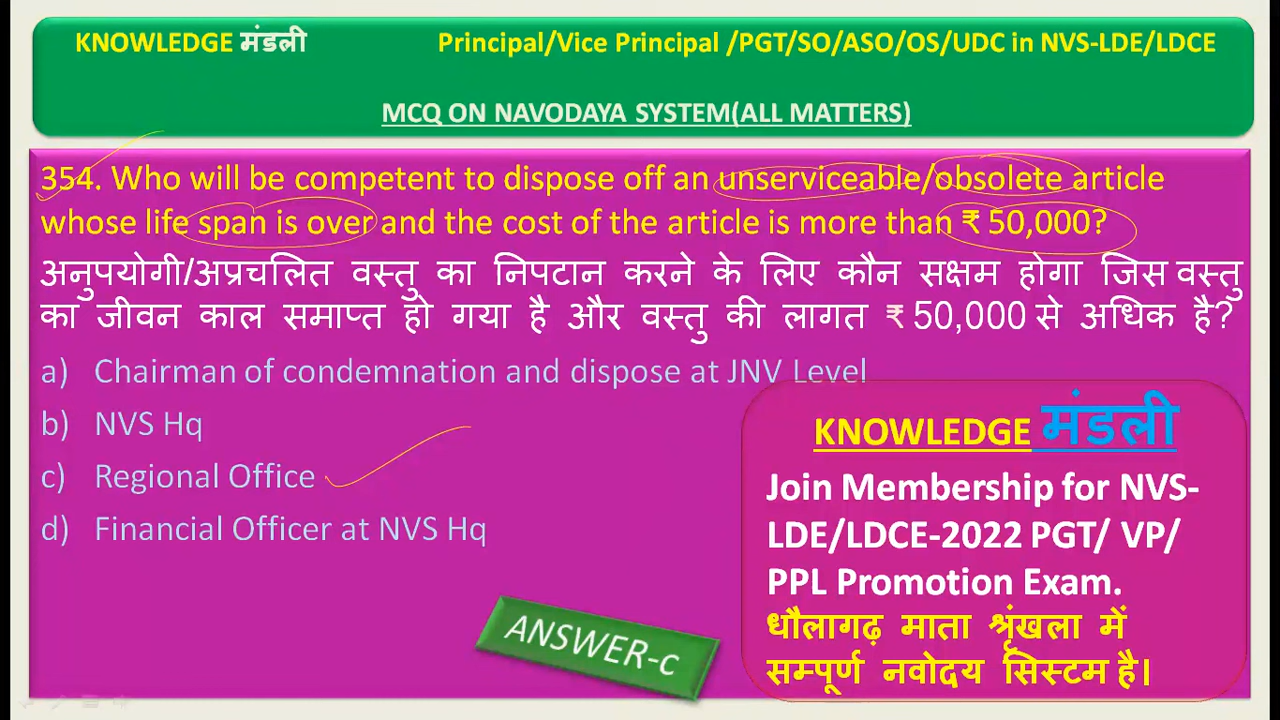 KNOWLEDGE मंडली Principal/Vice Principal /PGT/SO/ASO/OS/UDC in NVS-LDE/LDCE
MCQ ON NAVODAYA SYSTEM(ALL MATTERS)
354. Who will be competent to dispose off an unserviceable/obsolete article
whose life span is over and the cost of the article is more than ₹ 50,000?
अनुपयोगी/अप्रचलित वस्तु का निपटान करने के लिए कौन सक्षम होगा जिस वस्तु
का जीवन काल समाप्त हो गया है और वस्तु की लागत ₹ 50,000 से अधिक है?
a) Chairman of condemnation and dispose at JNV Level
b) NVS Hq
c) Regional Office
d) Financial Officer at NVS Hq
ANSWER-c
KNOWLEDGE मंडली
Join Membership for NVS-
LDE/LDCE-2022 PGT/ VP/
PPL Promotion Exam.
धौलागढ़ माता श्रृंखला में
सम्पूर्ण नवोदय सिस्टम है।